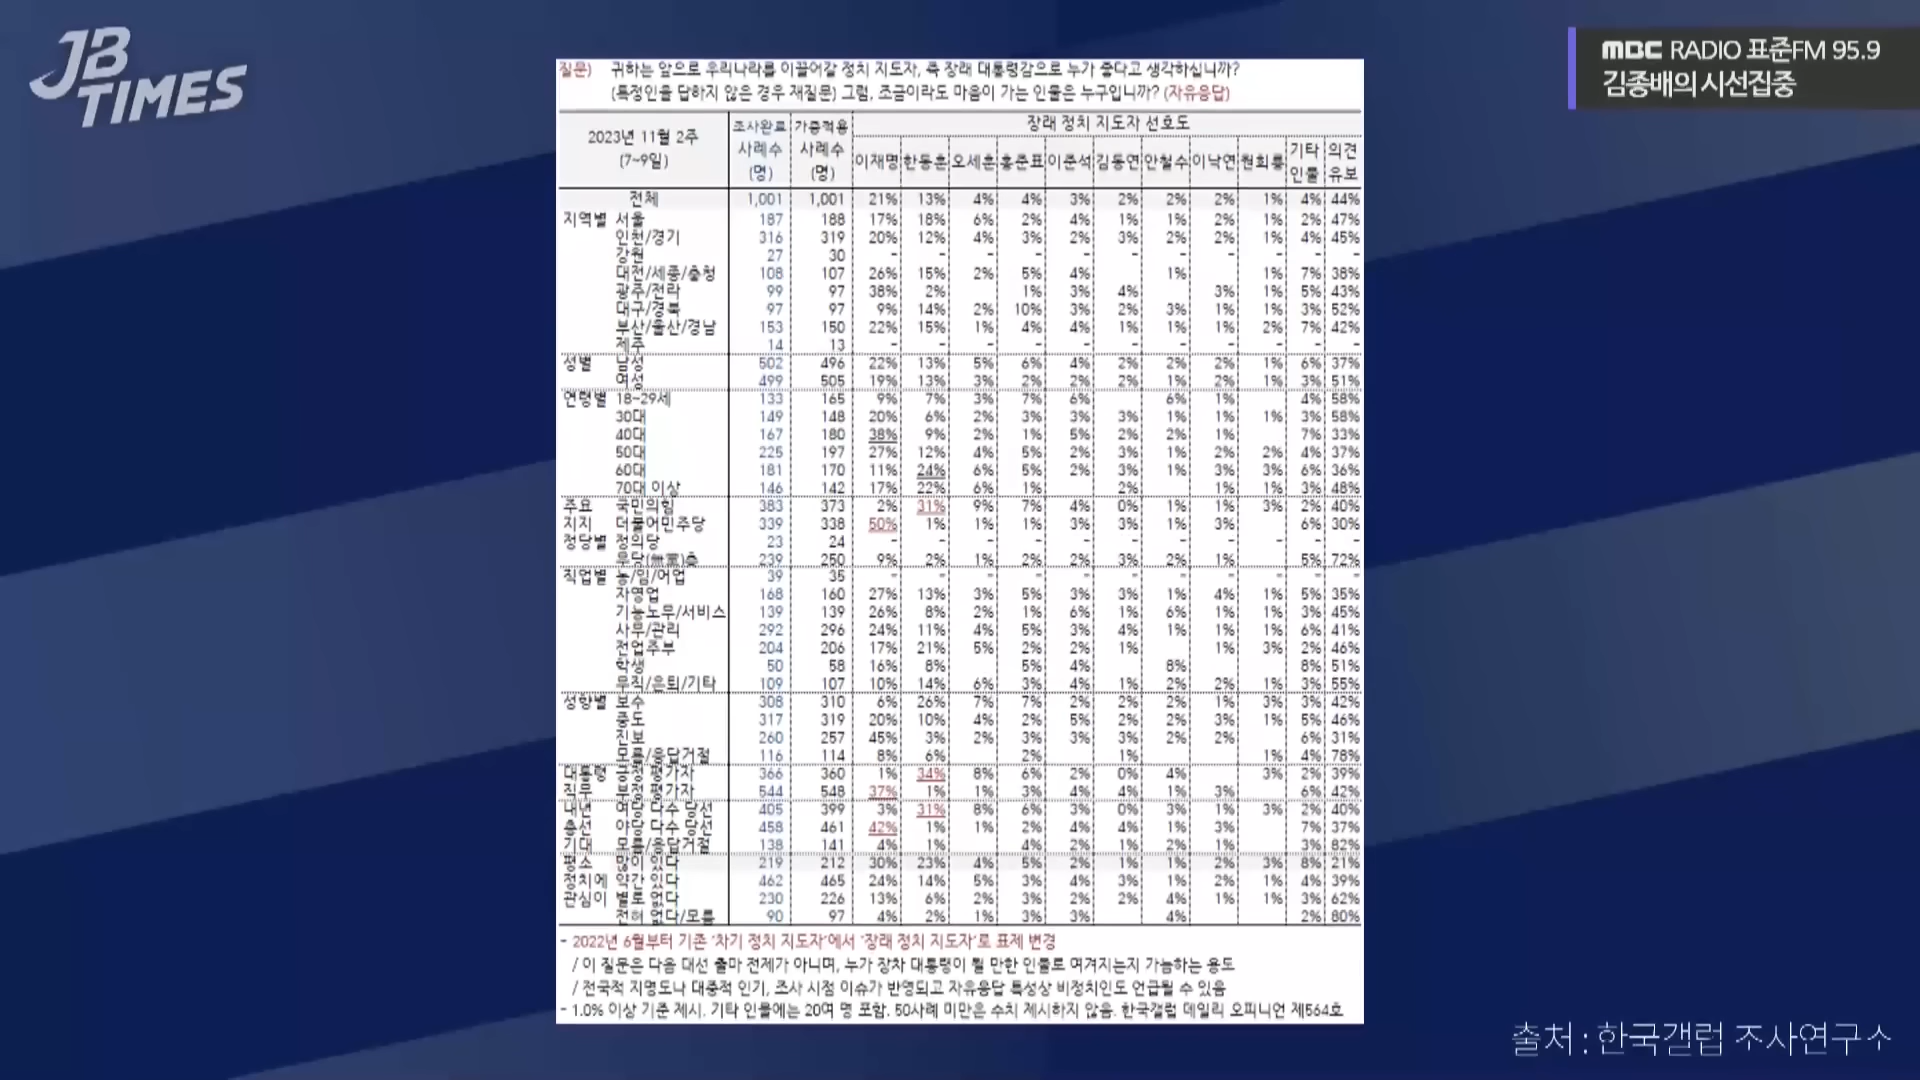 JB TIMES
MBC RADIO 표준FM 95.9
김종배의 시선집중
질문) 귀하는 앞으로 우리나라를 이끌어갈 정치 지도자, 즉 장래 대통령감으로 누가 좋다고 생각하십니까?
(특정인을 답하지 않은 경우 재질문) 그럼, 조금이라도 마음이 가는 인물은 누구입니까? (자유응답)
2023년 11월 2주 (7~9일) 조사완료 사례수 (명) 가중적용 사례수 (명) 장래 정치 지도자 선호도
이재명 한동훈 오세훈 홍준표 이준석 김동연 안철수 이낙연 원희룡 기타 인물 의견 유보
전체 1,001 1,001 21% 13% 4% 4% 3% 2% 2% 2% 1% 4% 44%
지역별 서울 187 188 17% 18% 6% 2% 4% 1% 1% 2% 1% 2% 47%
인천/경기 316 319 20% 12% 4% 3% 2% 3% 2% 2% 1% 4% 45%
강원 27 30 - - - - - - - - - - -
대전/세종/충청 108 107 26% 15% 2% 5% 4% 1% 1% 7% 38%
광주/전라 99 97 38% 2% 1% 3% 4% 3% 1% 5% 43%
대구/경북 97 97 9% 14% 2% 10% 3% 2% 3% 1% 1% 3% 52%
부산/울산/경남 153 150 22% 15% 1% 4% 4% 1% 1% 1% 2% 7% 42%
제주 14 13 - - - - - - - - - - -
성별 남성 502 496 22% 13% 5% 6% 4% 2% 2% 2% 1% 6% 37%
여성 499 505 19% 13% 3% 2% 2% 2% 1% 2% 1% 3% 51%
연령별 18~29세 133 165 9% 7% 3% 7% 6% 6% 1% 4% 58%
30대 149 148 20% 6% 2% 3% 3% 3% 1% 1% 1% 3% 58%
40대 167 180 38% 9% 2% 1% 5% 2% 2% 1% 7% 33%
50대 225 197 27% 12% 4% 5% 2% 3% 1% 2% 2% 4% 37%
60대 181 170 11% 24% 6% 5% 2% 3% 1% 3% 3% 6% 36%
70대 이상 146 142 17% 22% 6% 1% 2% 1% 1% 3% 48%
주요 국민의힘 383 373 2% 31% 9% 7% 4% 0% 1% 1% 3% 2% 40%
지지 더불어민주당 339 338 50% 1% 1% 1% 3% 3% 1% 3% 6% 30%
정당별 정의당 23 24 - - - - - - - - - - -
무당(無黨)층 239 250 9% 2% 1% 2% 2% 3% 2% 1% 5% 72%
직업별 농/임/어업 39 35 - - - - - - - - - - -
자영업 168 160 27% 13% 3% 5% 3% 3% 1% 4% 1% 5% 35%
기능노무/서비스 139 139 26% 8% 2% 1% 6% 1% 6% 1% 1% 3% 45%
사무/관리 292 296 24% 11% 4% 5% 3% 4% 1% 1% 1% 6% 41%
전업주부 204 206 17% 21% 5% 2% 2% 1% 1% 3% 2% 46%
학생 50 58 16% 8% 5% 4% 8% 8% 51%
무직/은퇴/기타 109 107 10% 14% 6% 3% 4% 1% 2% 2% 1% 3% 55%
성향별 보수 308 310 6% 26% 7% 7% 2% 2% 2% 1% 3% 3% 42%
중도 317 319 20% 10% 4% 2% 5% 2% 2% 3% 1% 5% 46%
진보 260 257 45% 3% 2% 3% 3% 3% 2% 2% 6% 31%
모름/응답거절 116 114 8% 6% 2% 1% 1% 4% 78%
대통령 긍정 평가자 366 360 1% 34% 8% 6% 2% 0% 4% 3% 2% 39%
직무 부정 평가자 544 548 37% 1% 1% 3% 4% 4% 1% 3% 6% 42%
내년 여당 다수 당선 405 399 3% 31% 8% 6% 3% 0% 3% 1% 3% 2% 40%
총선 야당 다수 당선 458 461 42% 1% 1% 2% 4% 4% 1% 3% 7% 37%
기대 모름/응답거절 138 141 4% 1% 4% 2% 1% 2% 1% 3% 82%
평소 많이 있다 219 212 30% 23% 4% 5% 2% 1% 1% 2% 3% 8% 21%
정치에 약간 있다 462 465 24% 14% 5% 3% 4% 3% 1% 2% 1% 4% 39%
관심이 별로 없다 230 226 13% 6% 2% 3% 2% 2% 4% 1% 1% 3% 62%
전혀 없다/모름 90 97 4% 2% 1% 3% 3% 4% 2% 80%
- 2022년 6월부터 기존 '차기 정치 지도자'에서 '장래 정치 지도자'로 표제 변경
/ 이 질문은 다음 대선 출마 전제가 아니며, 누가 장차 대통령이 될 만한 인물로 여겨지는지 가늠하는 용도
/ 전국적 지명도나 대중적 인기, 조사 시점 이슈가 반영되고 자유응답 특성상 비정치인도 언급될 수 있음
- 1.0% 이상 기준 제시. 기타 인물에는 20여 명 포함. 50사례 미만은 수치 제시하지 않음. 한국갤럽 데일리 오피니언 제564호
출처 : 한국갤럽 조사연구소